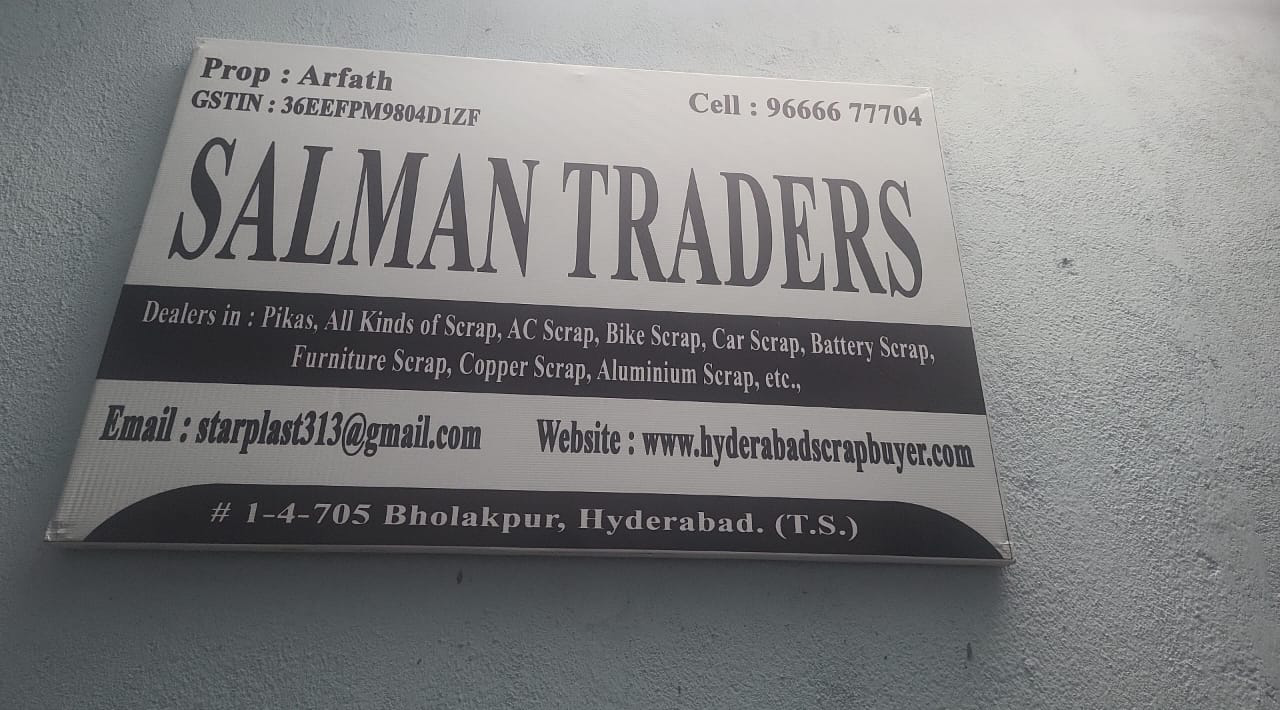 Prop : Arfath
GSTIN : 36EEFPM9804D1ZF
Cell : 96666 77704
SALMAN TRADERS
Dealers in : Pikas, All Kinds of Scrap, AC Scrap, Bike Scrap, Car Scrap, Battery Scrap,
Furniture Scrap, Copper Scrap, Aluminium Scrap, etc.,
Email : starplast313@gmail.com
Website : www.hyderabadscrapbuyer.com
# 1-4-705 Bholakpur, Hyderabad. (T.S.)